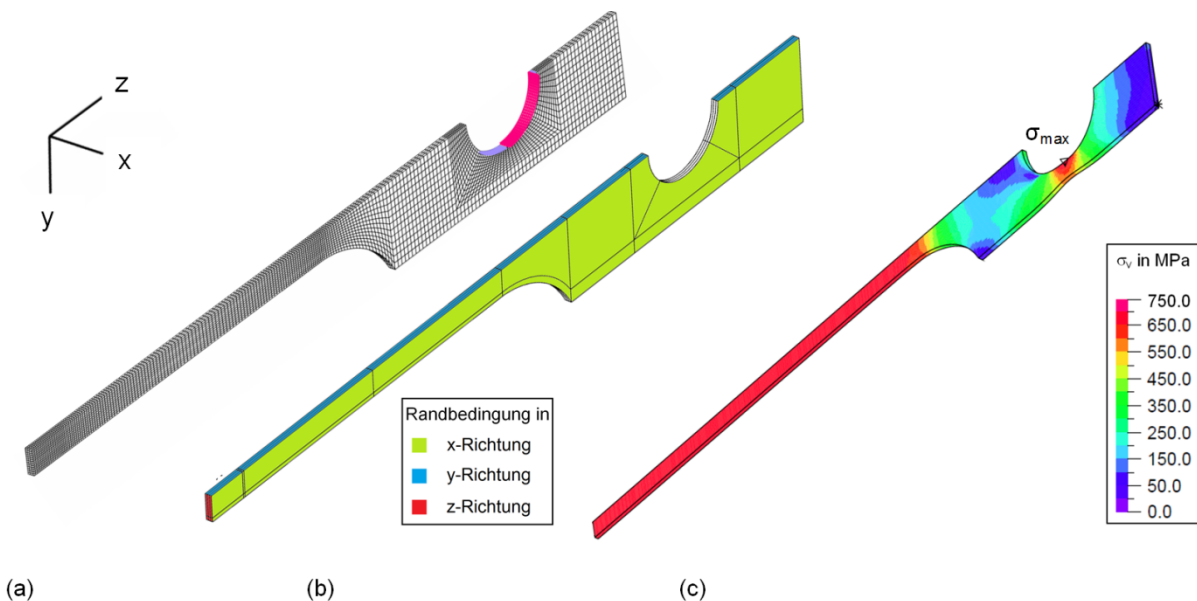 z
x
y
Randbedingung in
x-Richtung
y-Richtung
z-Richtung
σmax
σv in MPa
750.0
650.0
550.0
450.0
350.0
250.0
150.0
50.0
0.0
(a)
(b)
(c)